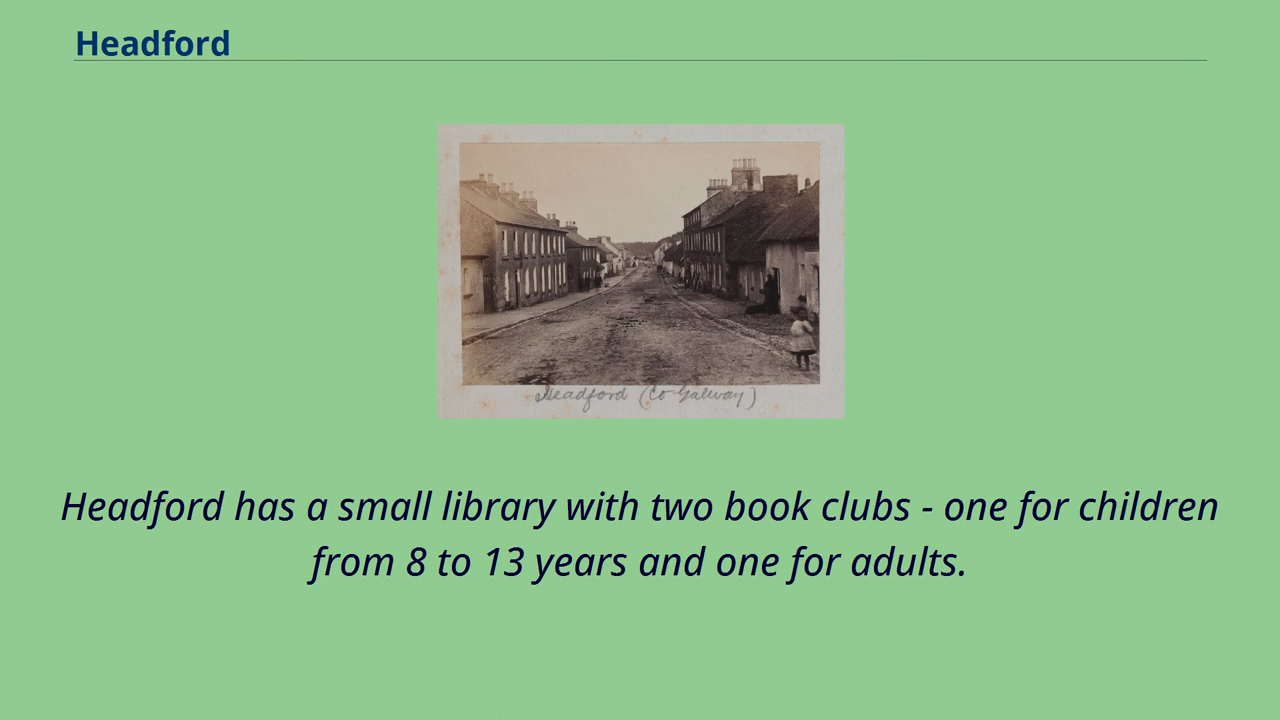 Headford
Headford (Co Galway)
Headford has a small library with two book clubs - one for children
from 8 to 13 years and one for adults.